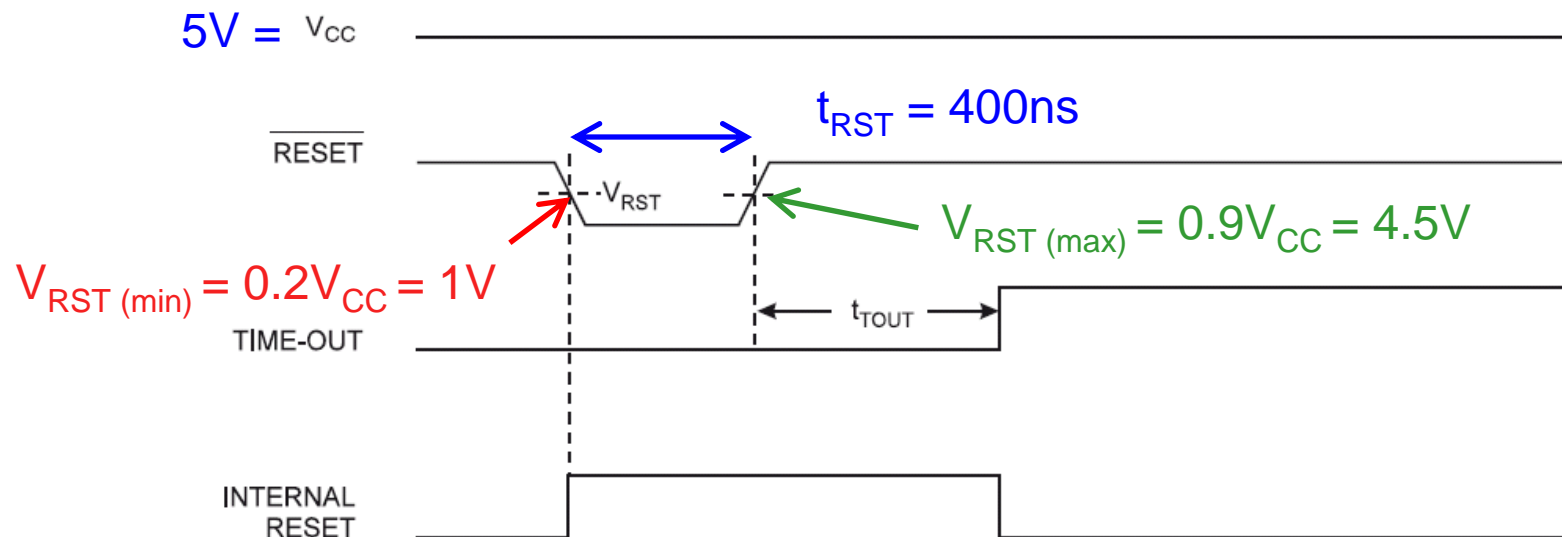 5V = VCC
tRST = 400ns
RESET
VRST
VRST (max) = 0.9VCC = 4.5V
VRST (min) = 0.2VCC = 1V
tTOUT
TIME-OUT
INTERNAL
RESET